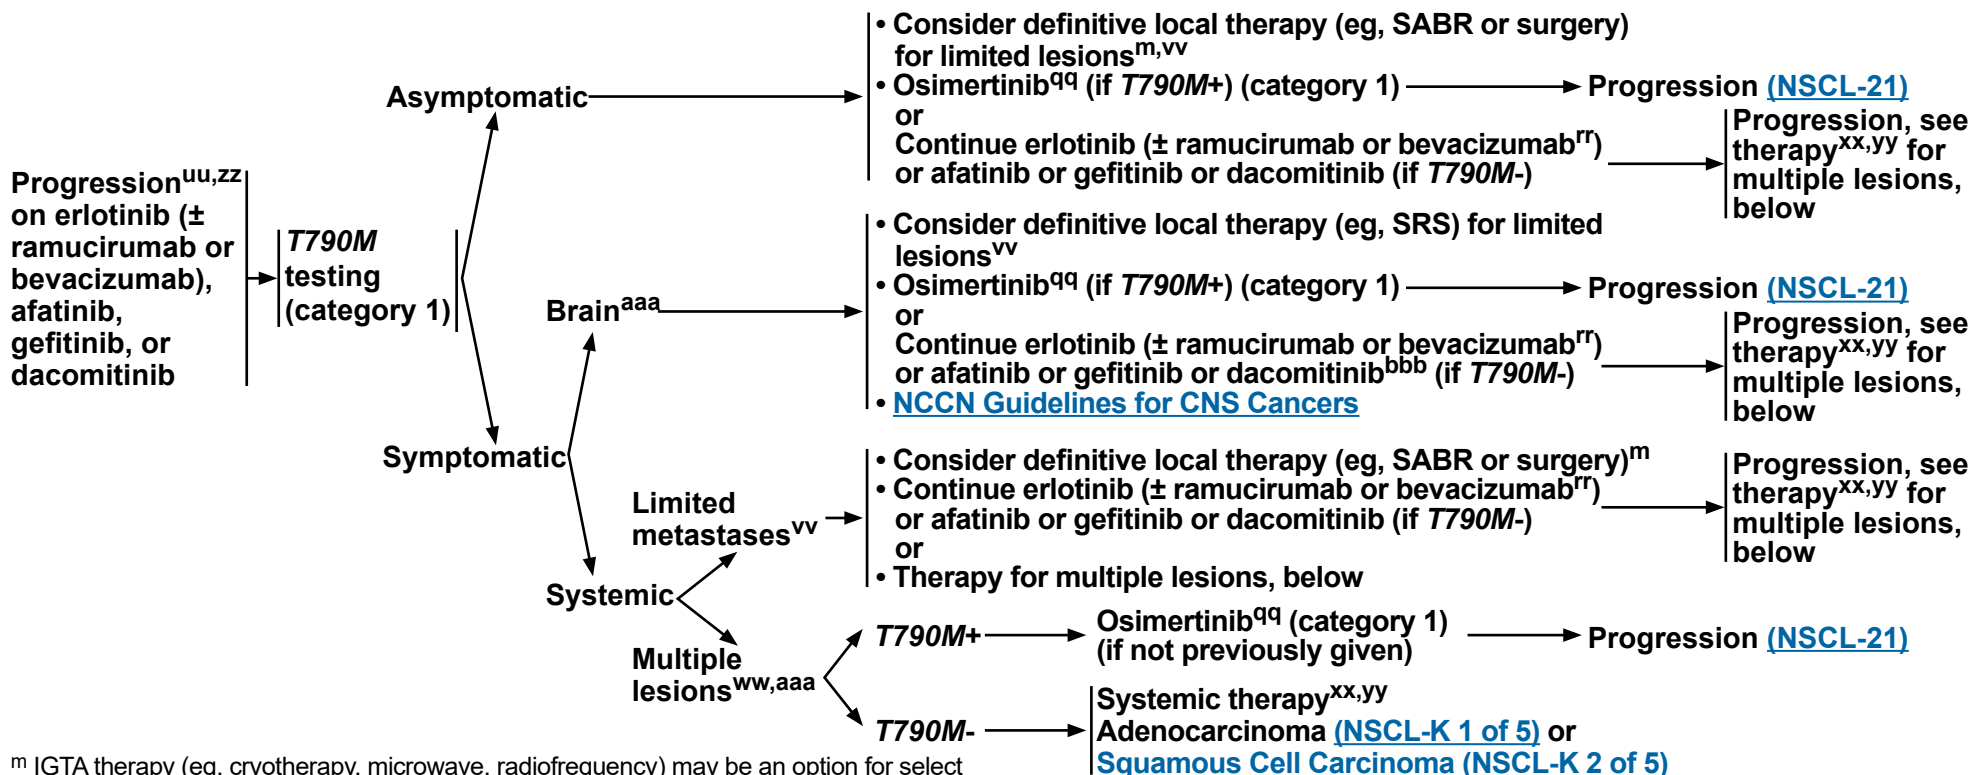 Progressionuu,zz
on erlotinib (±
ramucirumab or
bevacizumab),
afatinib,
gefitinib, or
dacomitinib
T790M
testing
(category 1)
Asymptomatic
• Consider definitive local therapy (eg, SABR or surgery)
for limited lesionsm,vv
• Osimertinibqq (if T790M+) (category 1)
or
Continue erlotinib (± ramucirumab or bevacizumabrr)
or afatinib or gefitinib or dacomitinib (if T790M-)
Progression (NSCL-21)
Progression, see
therapyxx,yy for
multiple lesions,
below
Symptomatic
Brainaaa
• Consider definitive local therapy (eg, SRS) for limited
lesionsvv
• Osimertinibqq (if T790M+) (category 1)
or
Continue erlotinib (± ramucirumab or bevacizumabrr)
or afatinib or gefitinib or dacomitinibbbb (if T790M-)
• NCCN Guidelines for CNS Cancers
Progression (NSCL-21)
Progression, see
therapyxx,yy for
multiple lesions,
below
Systemic
Limited
metastasesvv
• Consider definitive local therapy (eg, SABR or surgery)m
• Continue erlotinib (± ramucirumab or bevacizumabrr)
or afatinib or gefitinib or dacomitinib (if T790M-)
or
• Therapy for multiple lesions, below
Progression, see
therapyxx,yy for
multiple lesions,
below
Multiple
lesionsww,aaa
T790M+
Osimertinibqq (category 1)
(if not previously given)
Progression (NSCL-21)
T790M-
Systemic therapyxx,yy
Adenocarcinoma (NSCL-K 1 of 5) or
Squamous Cell Carcinoma (NSCL-K 2 of 5)
m IGTA therapy (eg, cryotherapy, microwave, radiofrequency) may be an option for select